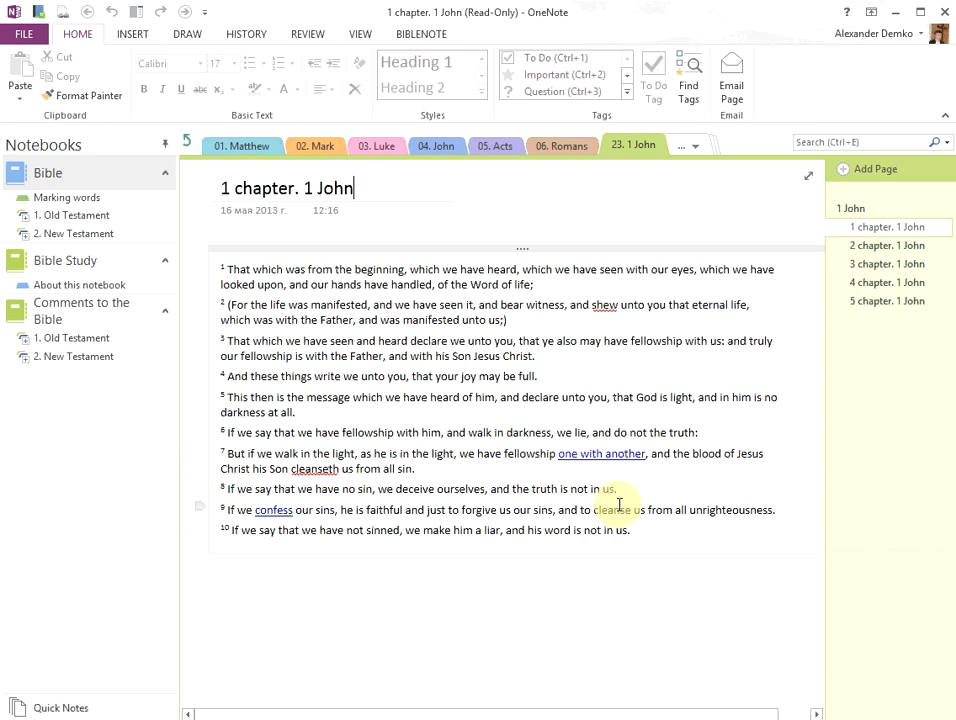 1 chapter. 1 John (Read-Only) - OneNote
?
Alexander Demko
FILE HOME INSERT DRAW HISTORY REVIEW VIEW BIBLENOTE
Paste
Cut
Copy
Format Painter
Clipboard
Calibri 17
B I U abc x₂ A
Basic Text
Heading 1
Heading 2
Styles
To Do (Ctrl+1)
Important (Ctrl+2)
? Question (Ctrl+3)
To Do
Tag
Find
Tags
Tags
Email
Page
Email
Notebooks
Bible
Marking words
1. Old Testament
2. New Testament
Bible Study
About this notebook
Comments to the
Bible
1. Old Testament
2. New Testament
Quick Notes
01. Matthew 02. Mark 03. Luke 04. John 05. Acts 06. Romans 23. 1 John ...
Search (Ctrl+E)
1 chapter. 1 John
16 мая 2013 г. 12:16
1 That which was from the beginning, which we have heard, which we have seen with our eyes, which we have
looked upon, and our hands have handled, of the Word of life;
2 (For the life was manifested, and we have seen it, and bear witness, and shew unto you that eternal life,
which was with the Father, and was manifested unto us;)
3 That which we have seen and heard declare we unto you, that ye also may have fellowship with us: and truly
our fellowship is with the Father, and with his Son Jesus Christ.
4 And these things write we unto you, that your joy may be full.
5 This then is the message which we have heard of him, and declare unto you, that God is light, and in him is no
darkness at all.
6 If we say that we have fellowship with him, and walk in darkness, we lie, and do not the truth:
7 But if we walk in the light, as he is in the light, we have fellowship one with another, and the blood of Jesus
Christ his Son cleanseth us from all sin.
8 If we say that we have no sin, we deceive ourselves, and the truth is not in us.
9 If we confess our sins, he is faithful and just to forgive us our sins, and to cleanse us from all unrighteousness.
10 If we say that we have not sinned, we make him a liar, and his word is not in us.
Add Page
1 John
1 chapter. 1 John
2 chapter. 1 John
3 chapter. 1 John
4 chapter. 1 John
5 chapter. 1 John